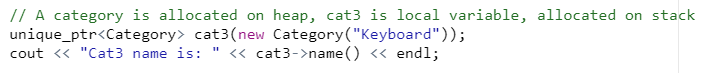 // A category is allocated on heap, cat3 is local variable, allocated on stack
unique_ptr<Category> cat3(new Category("Keyboard"));
cout << "Cat3 name is: " << cat3->name() << endl;